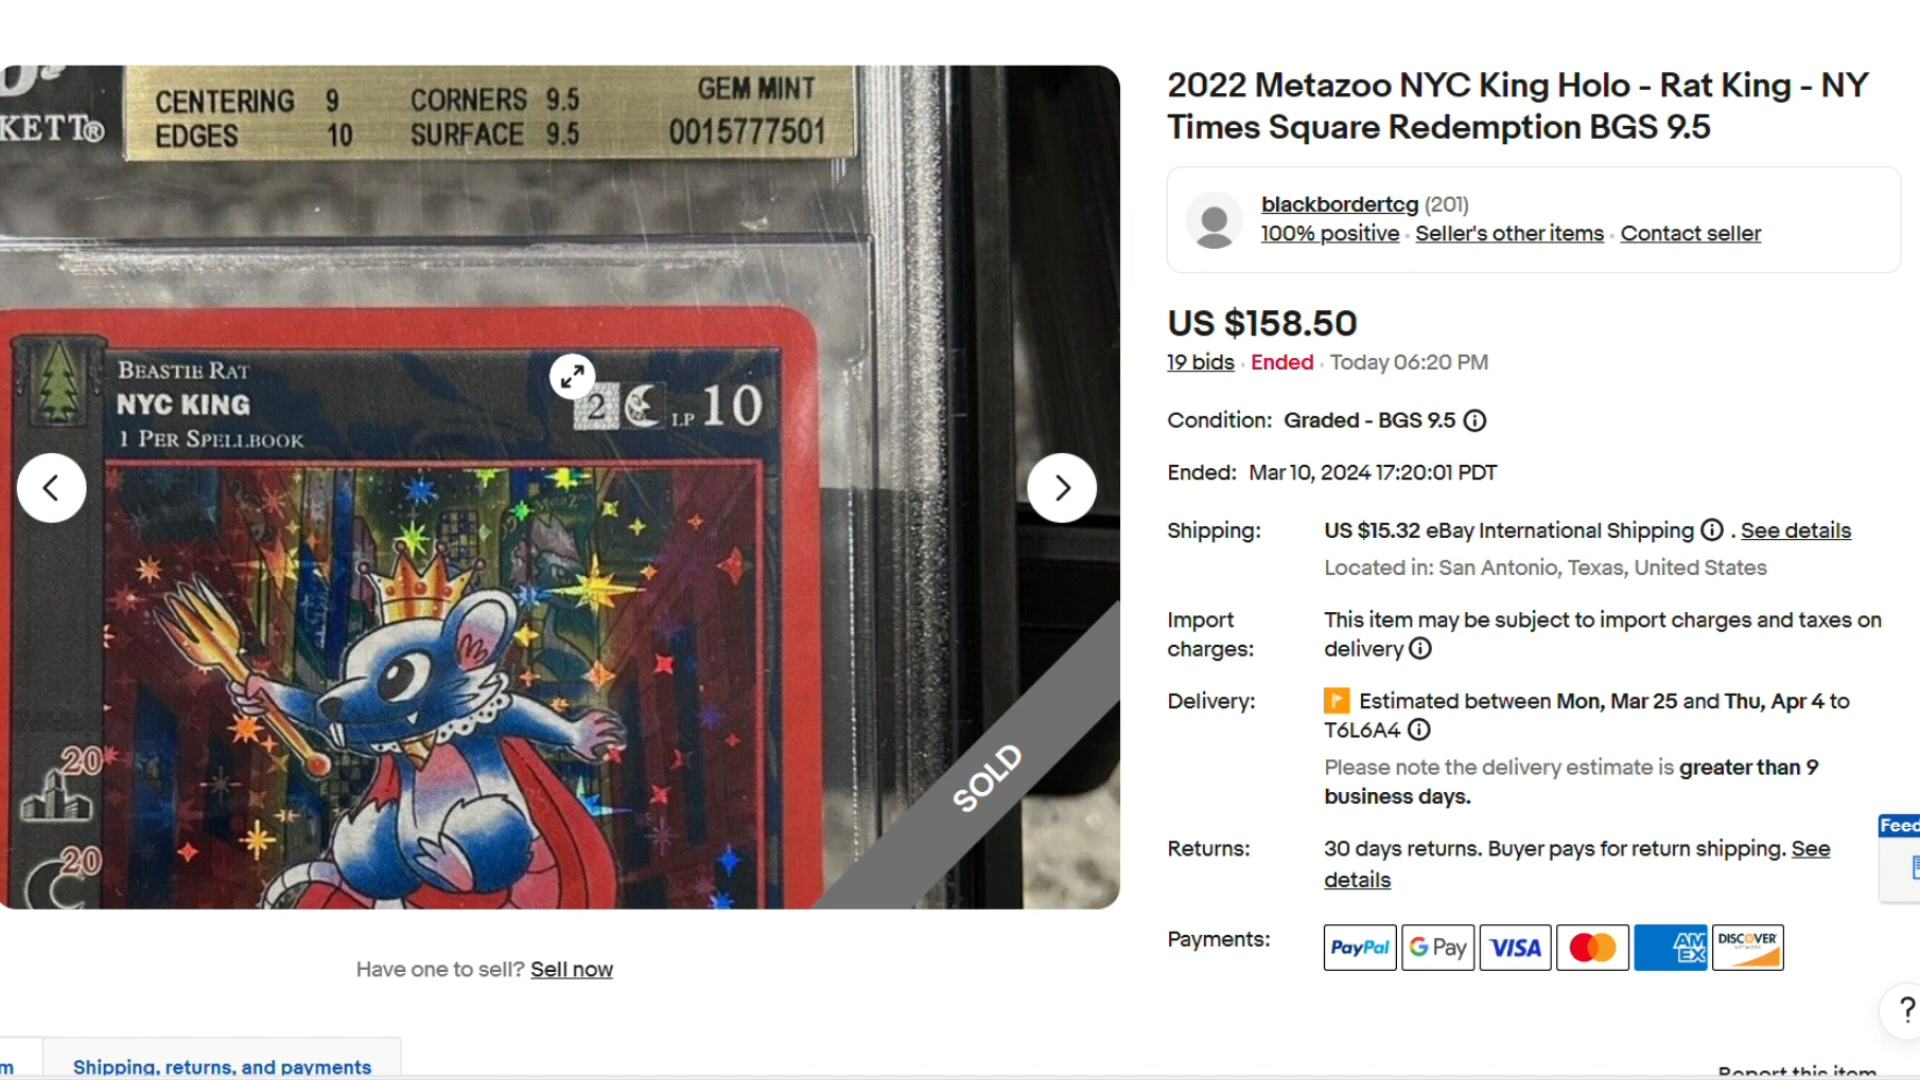 KETT®
CENTERING 9 CORNERS 9.5 GEM MINT
EDGES 10 SURFACE 9.5 0015777501
BEASTIE RAT
NYC KING
1 PER SPELLBOOK
2 LP 10
20
20
SOLD
Have one to sell? Sell now
m
Shipping, returns, and payments
2022 Metazoo NYC King Holo - Rat King - NY
Times Square Redemption BGS 9.5
blackbordertcg (201)
100% positive · Seller's other items · Contact seller
US $158.50
19 bids · Ended · Today 06:20 PM
Condition: Graded - BGS 9.5
Ended: Mar 10, 2024 17:20:01 PDT
Shipping: US $15.32 eBay International Shipping . See details
Located in: San Antonio, Texas, United States
Import charges: This item may be subject to import charges and taxes on
delivery
Delivery: Estimated between Mon, Mar 25 and Thu, Apr 4 to
T6L6A4
Please note the delivery estimate is greater than 9
business days.
Returns: 30 days returns. Buyer pays for return shipping. See
details
Payments: PayPal G Pay VISA AM EX DISCOVER
Feed
?
Report this item